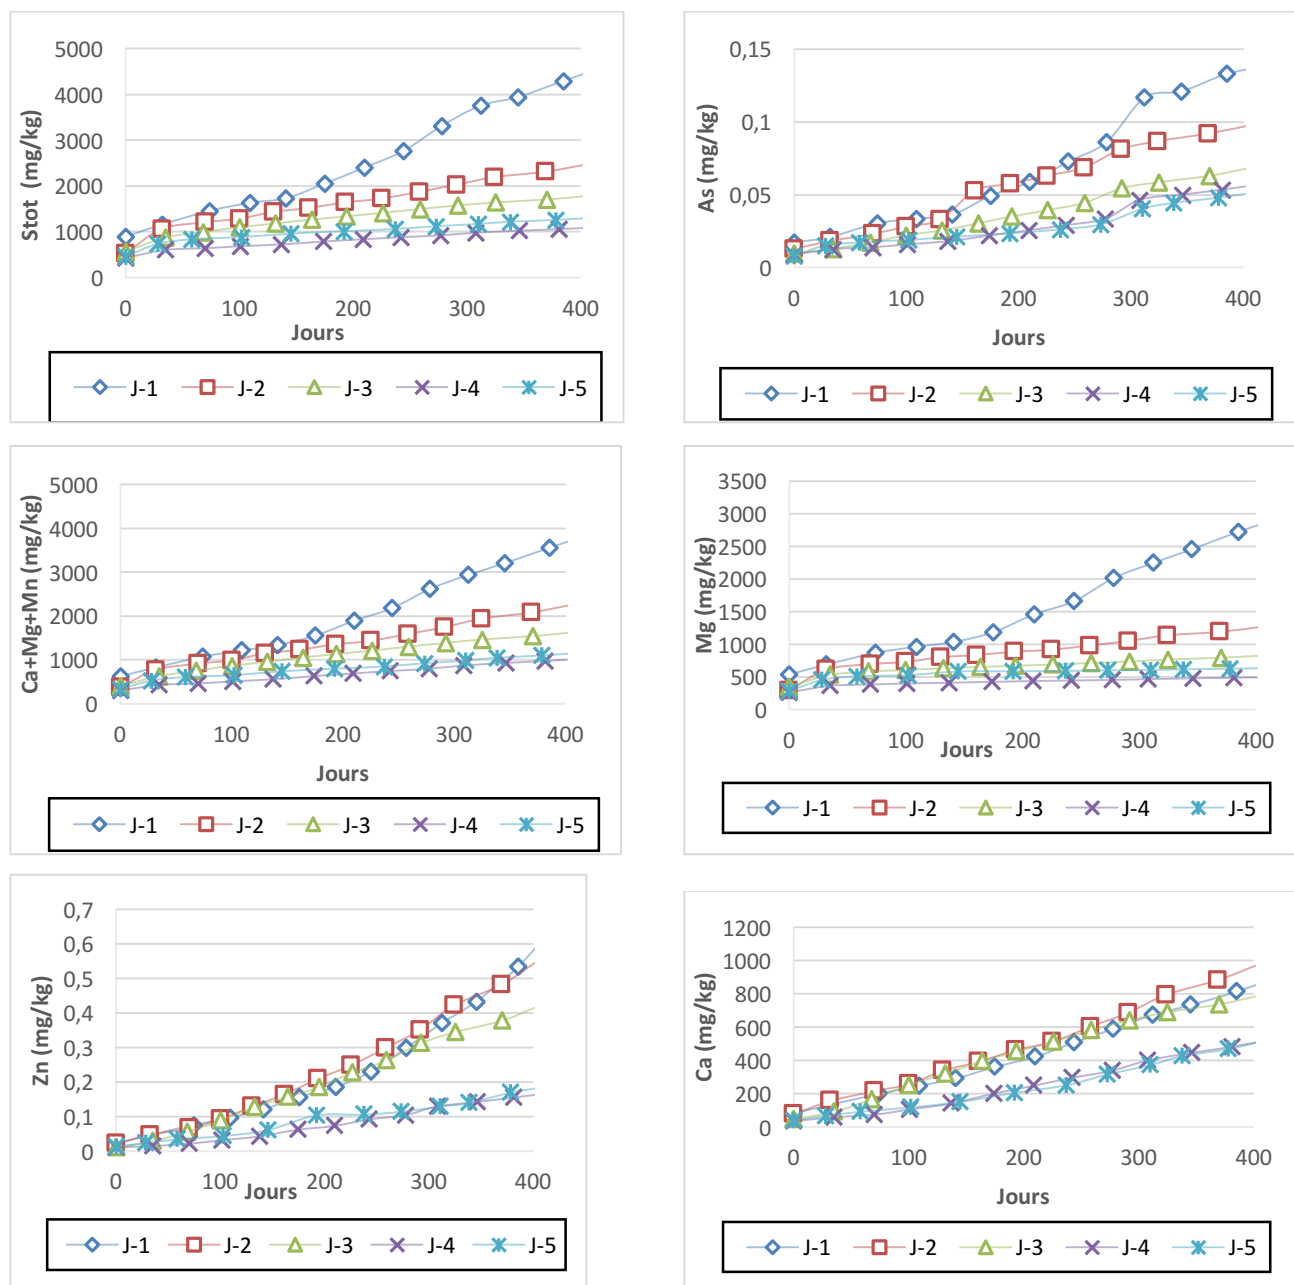 Stot (mg/kg)
5000
4000
3000
2000
1000
0
0 100 200 300 400
Jours
J-1 J-2 J-3 J-4 J-5
As (mg/kg)
0,15
0,1
0,05
0
0 100 200 300 400
Jours
J-1 J-2 J-3 J-4 J-5
Ca+Mg+Mn (mg/kg)
5000
4000
3000
2000
1000
0
0 100 200 300 400
Jours
J-1 J-2 J-3 J-4 J-5
Mg (mg/kg)
3500
3000
2500
2000
1500
1000
500
0
0 100 200 300 400
Jours
J-1 J-2 J-3 J-4 J-5
Zn (mg/kg)
0,7
0,6
0,5
0,4
0,3
0,2
0,1
0
0 100 200 300 400
Jours
J-1 J-2 J-3 J-4 J-5
Ca (mg/kg)
1200
1000
800
600
400
200
0
0 100 200 300 400
J-1 J-2 J-3 J-4 J-5